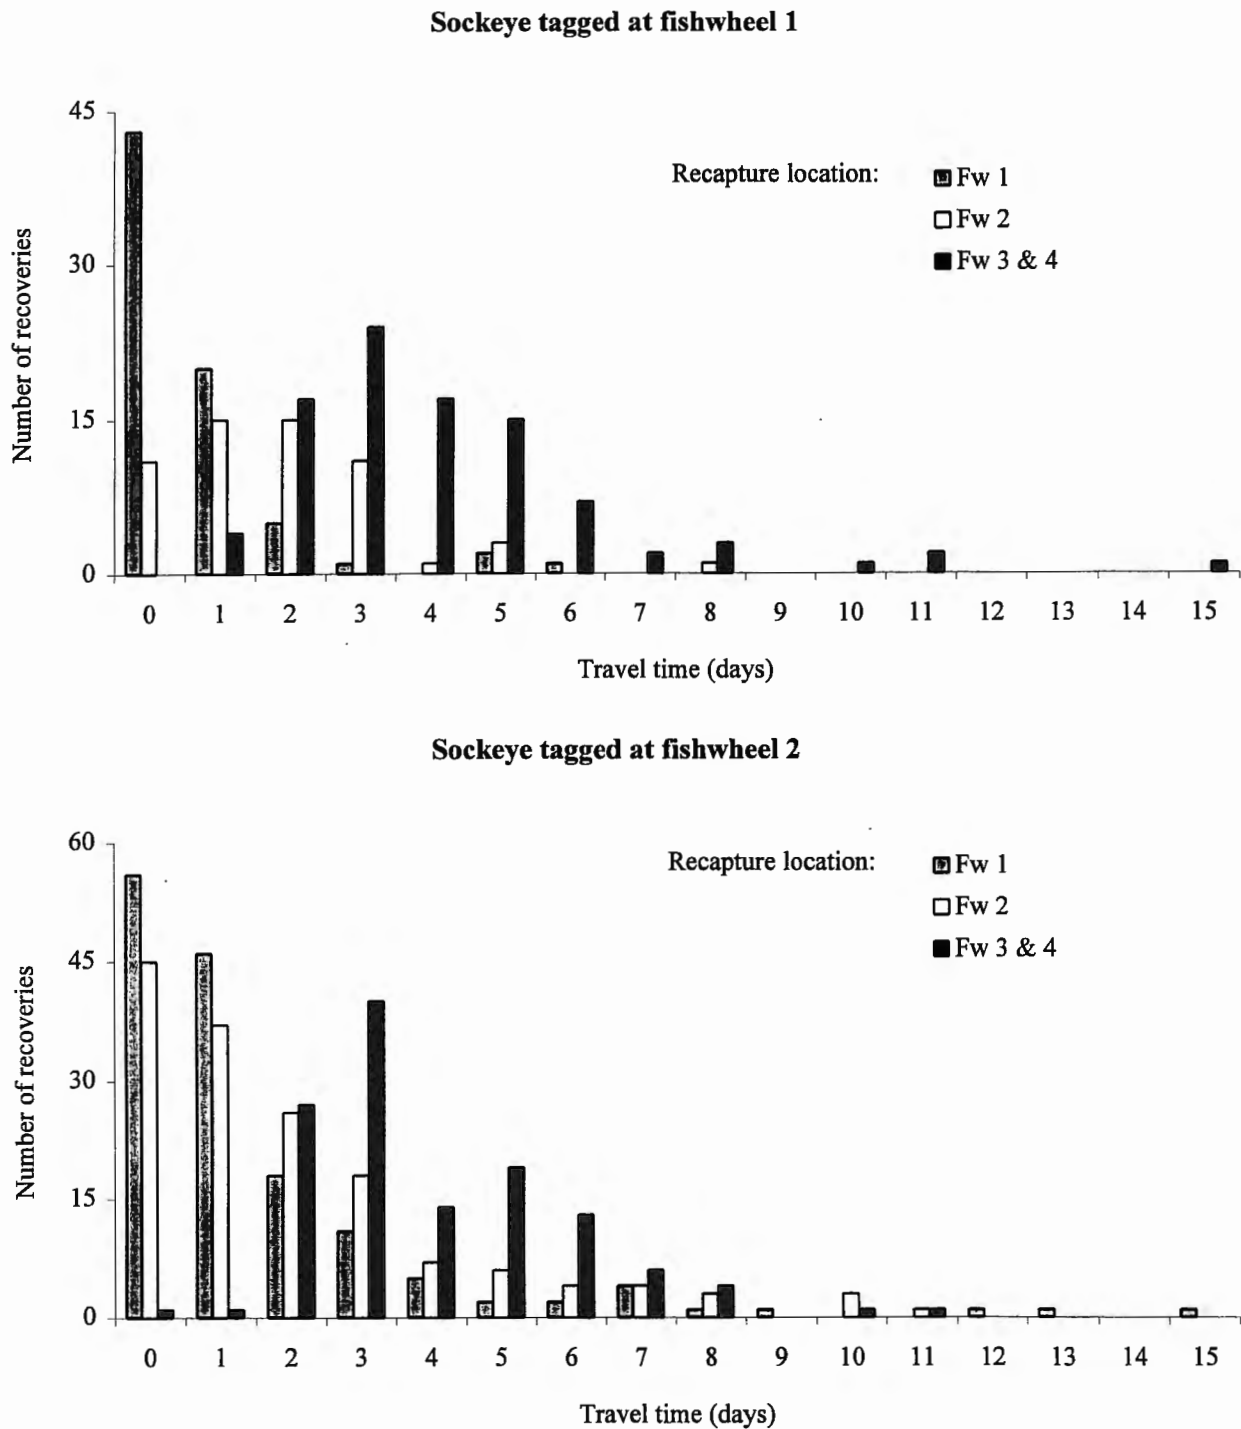 Sockeye tagged at fishwheel 1
45
30
15
0
Number of recoveries
Recapture location:
Fw 1
Fw 2
Fw 3 & 4
0 1 2 3 4 5 6 7 8 9 10 11 12 13 14 15
Travel time (days)
Sockeye tagged at fishwheel 2
60
45
30
15
0
Number of recoveries
Recapture location:
Fw 1
Fw 2
Fw 3 & 4
0 1 2 3 4 5 6 7 8 9 10 11 12 13 14 15
Travel time (days)